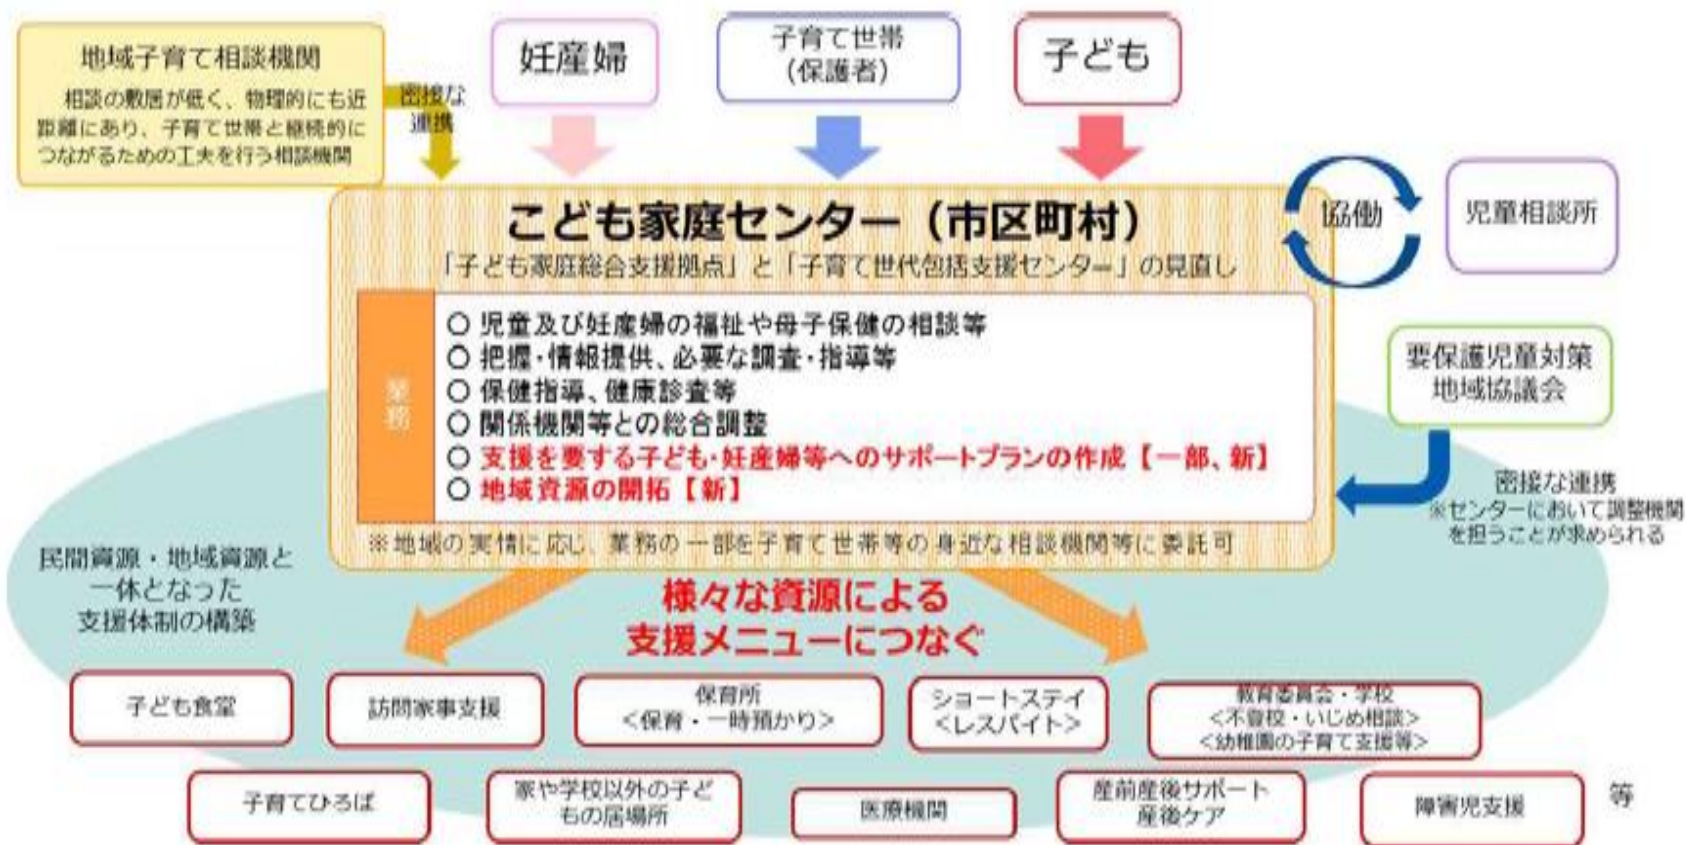 地域子育て相談機関
相談の敷居が低く、物理的にも近
距離にあり、子育て世帯と継続的に
つながるための工夫を行う相談機関
密接な
連携
妊産婦
子育て世帯
(保護者)
子ども
こども家庭センター（市区町村）
「子ども家庭総合支援拠点」と「子育て世代包括支援センター」の見直し
協働
児童相談所
業務
○ 児童及び妊産婦の福祉や母子保健の相談等
○ 把握・情報提供、必要な調査・指導等
○ 保健指導、健康診査等
○ 関係機関等との総合調整
○ 支援を要する子ども・妊産婦等へのサポートプランの作成【一部、新】
○ 地域資源の開拓【新】
※地域の実情に応じ、業務の一部を子育て世帯等の身近な相談機関等に委託可
要保護児童対策
地域協議会
密接な連携
※センターにおいて調整機関
を担うことが求められる
民間資源・地域資源と
一体となった
支援体制の構築
様々な資源による
支援メニューにつなぐ
子ども食堂
訪問家事支援
保育所
＜保育・一時預かり＞
ショートステイ
＜レスパイト＞
教育委員会・学校
＜不登校・いじめ相談＞
＜幼稚園の子育て支援等＞
子育てひろば
家や学校以外の子ど
もの居場所
医療機関
産前産後サポート
産後ケア
障害児支援
等